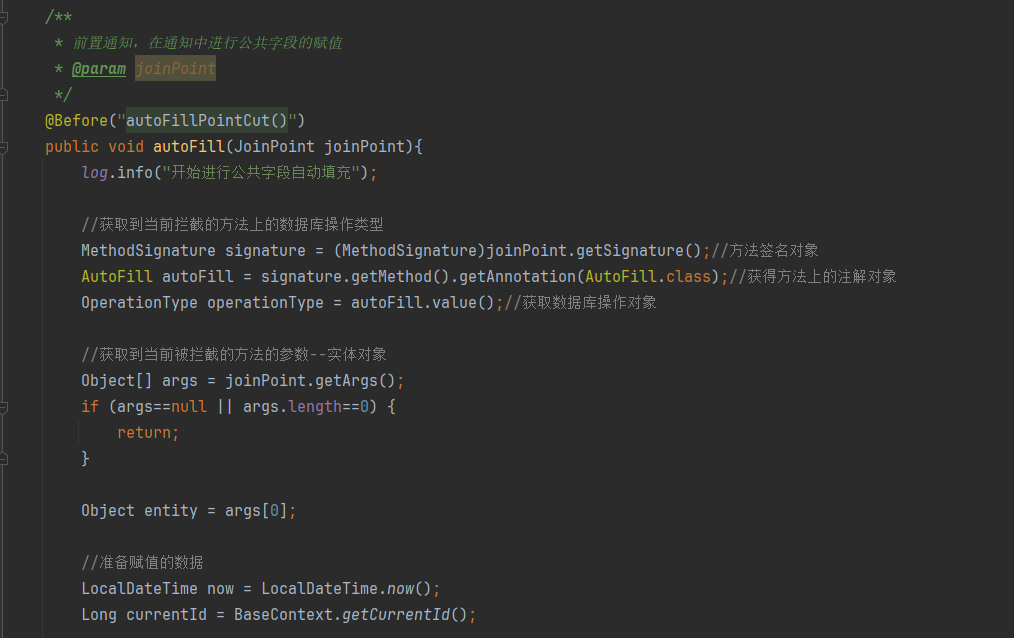 /**
* 前置通知，在通知中进行公共字段的赋值
* @param joinPoint
*/
@Before("autoFillPointCut()")
public void autoFill(JoinPoint joinPoint){
log.info("开始进行公共字段自动填充");
//获取到当前拦截的方法上的数据库操作类型
MethodSignature signature = (MethodSignature)joinPoint.getSignature();//方法签名对象
AutoFill autoFill = signature.getMethod().getAnnotation(AutoFill.class);//获得方法上的注解对象
OperationType operationType = autoFill.value();//获取数据库操作对象
//获取到当前被拦截的方法的参数--实体对象
Object[] args = joinPoint.getArgs();
if (args==null || args.length==0) {
return;
}
Object entity = args[0];
//准备赋值的数据
LocalDateTime now = LocalDateTime.now();
Long currentId = BaseContext.getCurrentId();